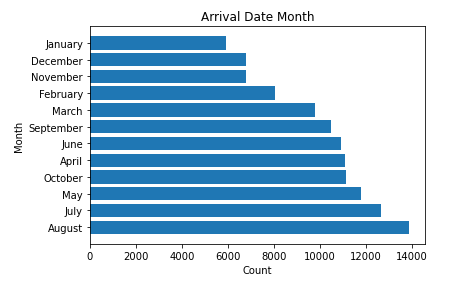 Arrival Date Month
January
December
November
February
March
September
June
April
October
May
July
August
Month
0 2000 4000 6000 8000 10000 12000 14000
Count